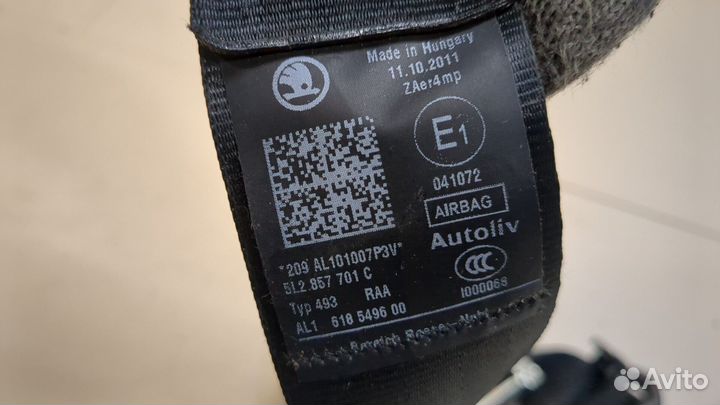 Made in Hungary
11.10.2011
ZAer4mp
E1
041072
AIRBAG
Autoliv
*209 AL101007P3V*
5L2 857 701 C
Typ 493 RAA
AL1 618 5496 00
CCC
I000068
Avito